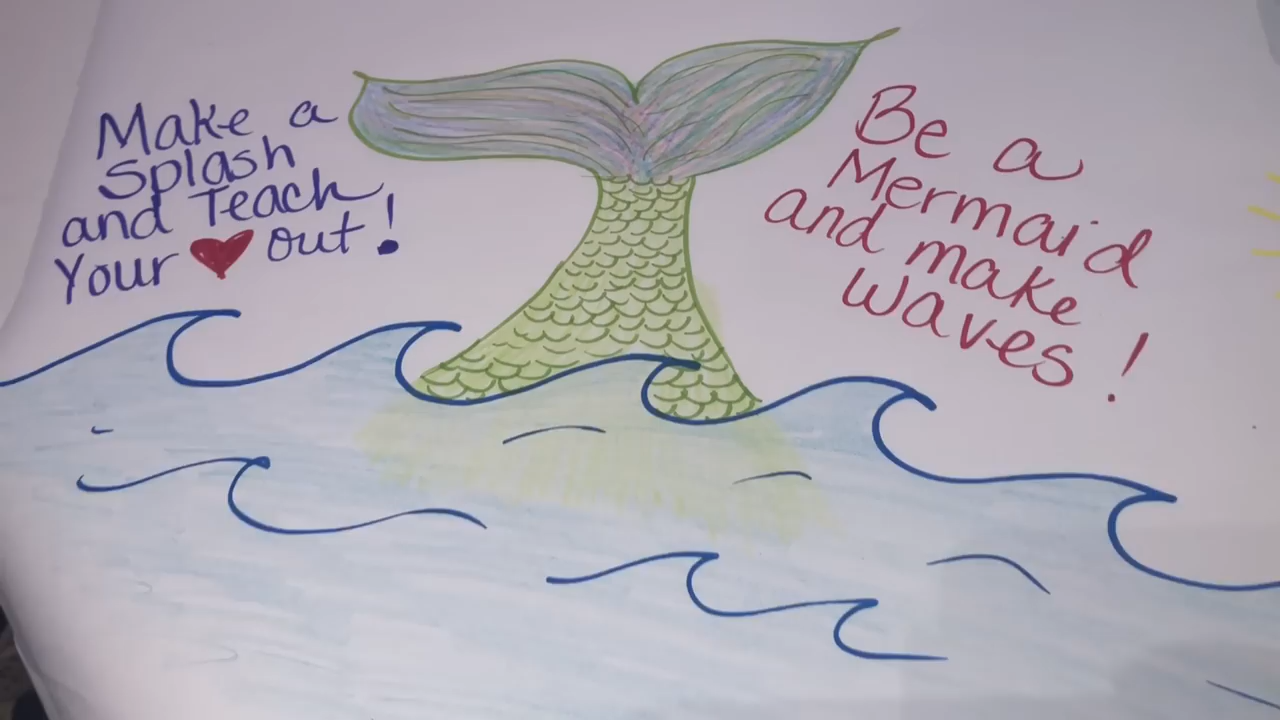 Make a
splash
and Teach
Your ❤ out!
Be a
Mermaid
and make
waves!